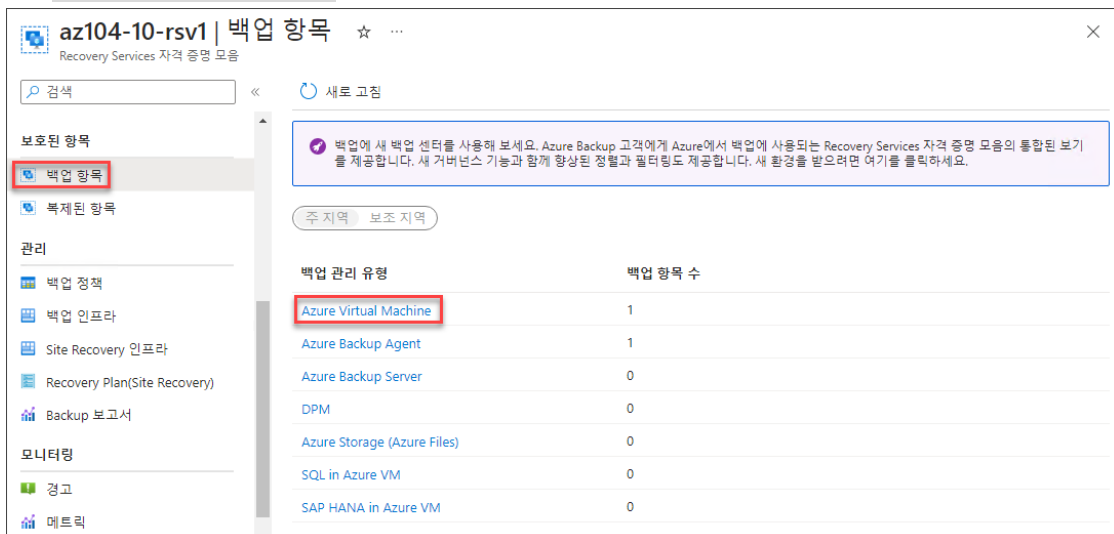 az104-10-rsv1 | 백업 항목 ☆ ...
Recovery Services 자격 증명 모음
검색
«
새로 고침
보호된 항목
백업 항목
복제된 항목
관리
백업 정책
백업 인프라
Site Recovery 인프라
Recovery Plan(Site Recovery)
Backup 보고서
모니터링
경고
메트릭
백업에 새 백업 센터를 사용해 보세요. Azure Backup 고객에게 Azure에서 백업에 사용되는 Recovery Services 자격 증명 모음의 통합된 보기
를 제공합니다. 새 거버넌스 기능과 함께 향상된 정렬과 필터링도 제공합니다. 새 환경을 받으려면 여기를 클릭하세요.
주 지역 보조 지역
백업 관리 유형 백업 항목 수
Azure Virtual Machine 1
Azure Backup Agent 1
Azure Backup Server 0
DPM 0
Azure Storage (Azure Files) 0
SQL in Azure VM 0
SAP HANA in Azure VM 0